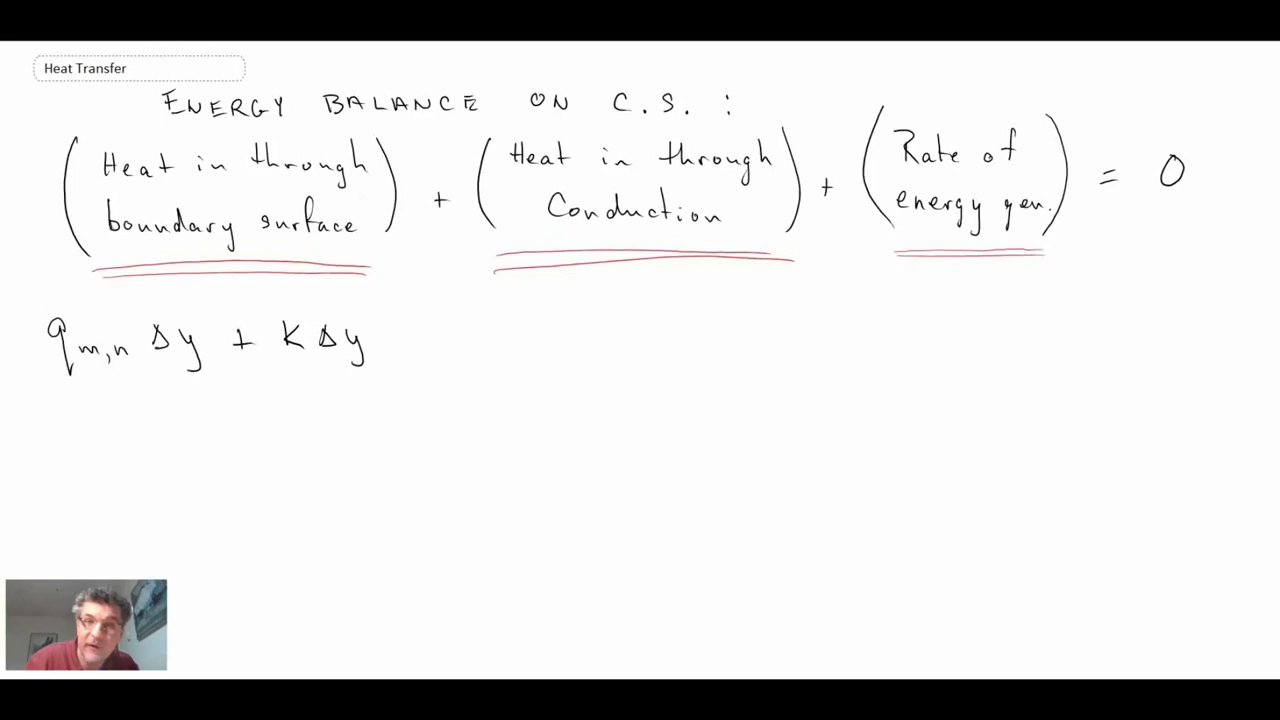 Heat Transfer
ENERGY BALANCE ON C.S. :
(Heat in through boundary surface) + (Heat in through Conduction) + (Rate of energy gen.) = 0
q m,n Δy + K Δy